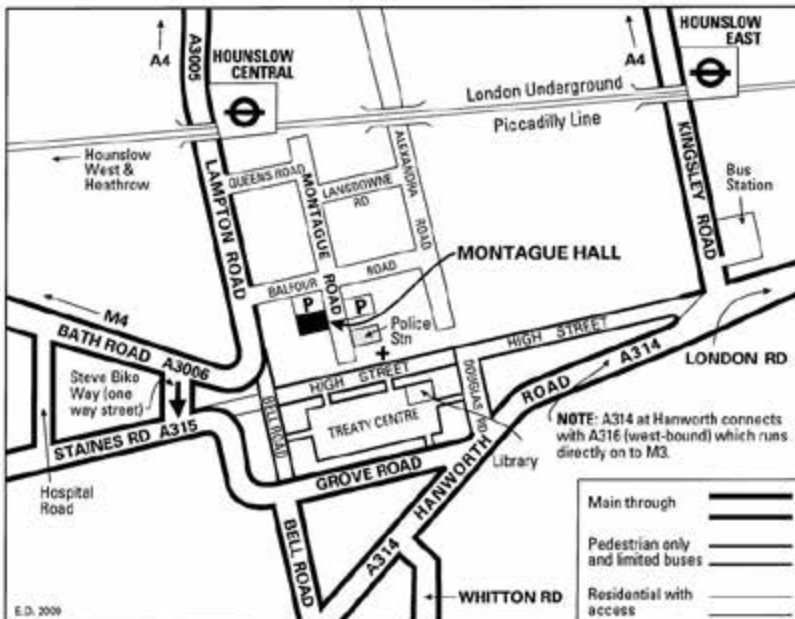 A4
A3005
HOUNSLOW
CENTRAL
HOUNSLOW
EAST
A4
London Underground
Piccadilly Line
Hounslow
West &
Heathrow
LAMPTON ROAD
QUEENS ROAD
MONTAGUE ROAD
LANSDOWNE
RD
ALEXANDRA ROAD
KINGSLEY ROAD
Bus
Station
MONTAGUE HALL
BALFOUR ROAD
P
P
Police
Stn
M4
BATH ROAD A3006
Steve Biko
Way (one
way street)
STAINES RD A315
HIGH STREET
HIGH STREET
LONDON RD
HANWORTH ROAD A314
DOUGLAS RD
BELL ROAD
TREATY CENTRE
Library
GROVE ROAD
Hospital
Road
BELL ROAD
A314
WHITTON RD
NOTE: A314 at Hanworth connects
with A316 (west-bound) which runs
directly on to M3.
Main through
Pedestrian only
and limited buses
Residential with
access
E.D. 2009